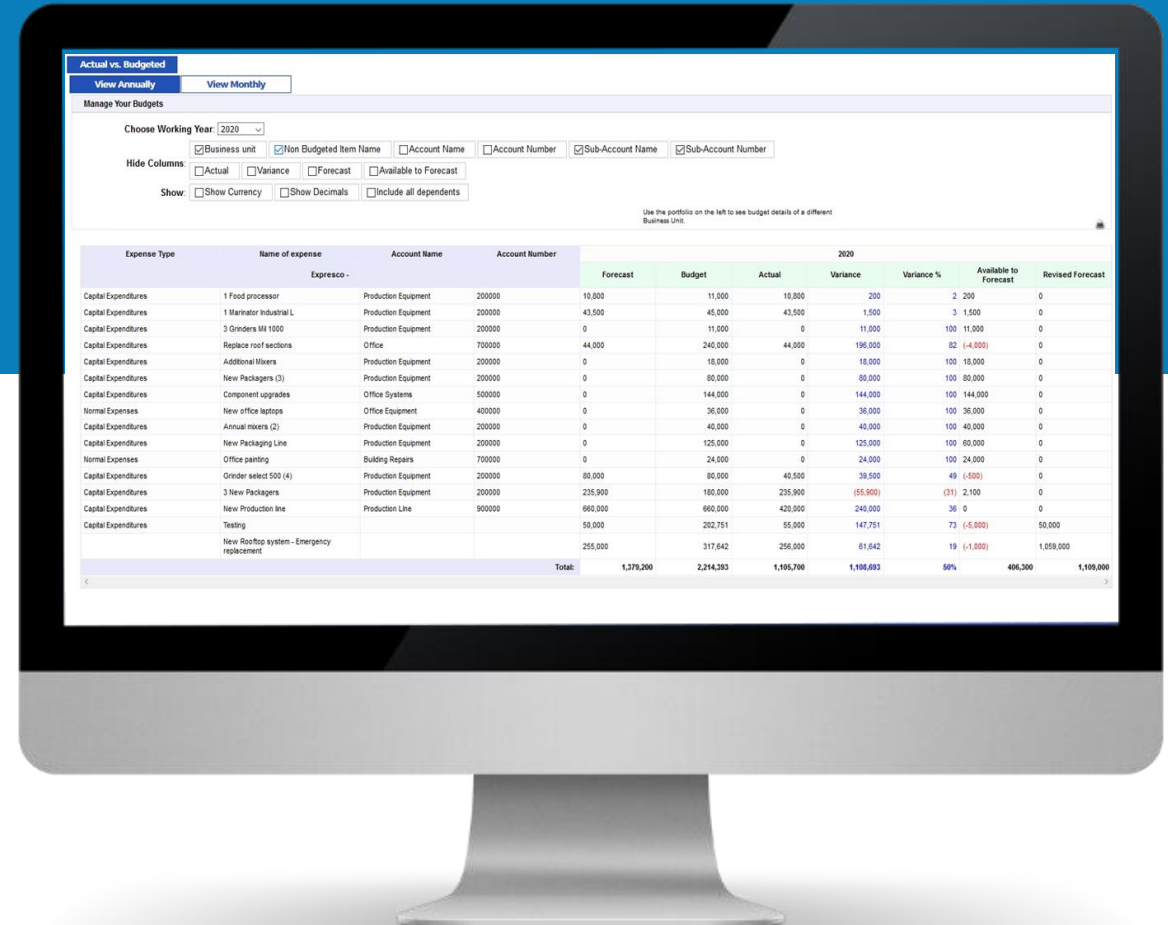 Actual vs. Budgeted
View Annually View Monthly
Manage Your Budgets
Choose Working Year: 2020
Hide Columns: Business unit Non Budgeted Item Name Account Name Account Number Sub-Account Name Sub-Account Number
Actual Variance Forecast Available to Forecast
Show: Show Currency Show Decimals Include all dependents
Use the portfolio on the left to see budget details of a different
Business Unit.
Expense Type Name of expense Account Name Account Number 2020
Expresco - Forecast Budget Actual Variance Variance % Available to Forecast Revised Forecast
Capital Expenditures 1 Food processor Production Equipment 200000 10,800 11,000 10,800 200 2 200 0
Capital Expenditures 1 Marinator Industrial L Production Equipment 200000 43,500 45,000 43,500 1,500 3 1,500 0
Capital Expenditures 3 Grinders Mil 1000 Production Equipment 200000 0 11,000 0 11,000 100 11,000 0
Capital Expenditures Replace roof sections Office 700000 44,000 240,000 44,000 196,000 82 (-4,000) 0
Capital Expenditures Additional Mixers Production Equipment 200000 0 18,000 0 18,000 100 18,000 0
Capital Expenditures New Packagers (3) Production Equipment 200000 0 80,000 0 80,000 100 80,000 0
Capital Expenditures Component upgrades Office Systems 500000 0 144,000 0 144,000 100 144,000 0
Normal Expenses New office laptops Office Equipment 400000 0 36,000 0 36,000 100 36,000 0
Capital Expenditures Annual mixers (2) Production Equipment 200000 0 40,000 0 40,000 100 40,000 0
Capital Expenditures New Packaging Line Production Equipment 200000 0 125,000 0 125,000 100 60,000 0
Normal Expenses Office painting Building Repairs 700000 0 24,000 0 24,000 100 24,000 0
Capital Expenditures Grinder select 500 (4) Production Equipment 200000 80,000 80,000 40,500 39,500 49 (-500) 0
Capital Expenditures 3 New Packagers Production Equipment 200000 235,900 180,000 235,900 (55,900) (31) 2,100 0
Capital Expenditures New Production line Production Line 900000 660,000 660,000 420,000 240,000 36 0 0
Capital Expenditures Testing 50,000 202,751 55,000 147,751 73 (-5,000) 50,000
New Rooftop system - Emergency
replacement 255,000 317,642 256,000 61,642 19 (-1,000) 1,059,000
Total: 1,379,200 2,214,393 1,105,700 1,108,693 50% 406,300 1,109,000